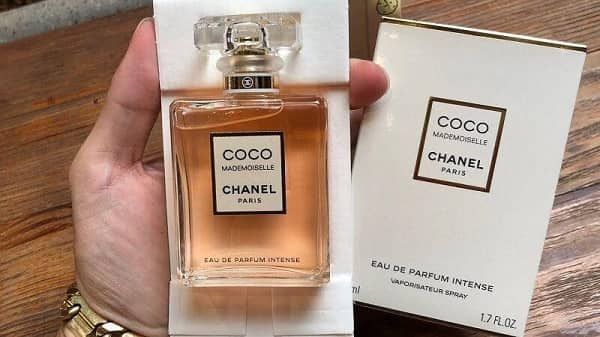 COCO
MADEMOISELLE
CHANEL
PARIS
EAU DE PARFUM INTENSE
COCO
MADEMOISELLE
CHANEL
PARIS
EAU DE PARFUM INTENSE
VAPORISATEUR SPRAY
ml
1.7 FL.OZ